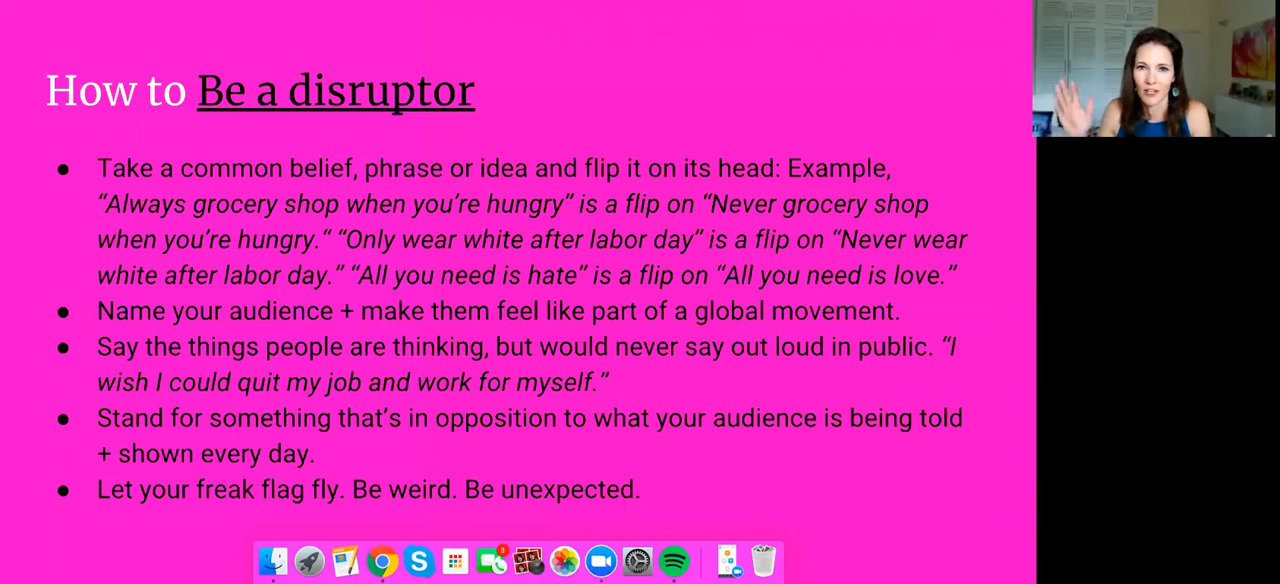 How to Be a disruptor
● Take a common belief, phrase or idea and flip it on its head: Example,
“Always grocery shop when you’re hungry” is a flip on “Never grocery shop
when you’re hungry.“ “Only wear white after labor day” is a flip on “Never wear
white after labor day.” “All you need is hate” is a flip on “All you need is love.”
● Name your audience + make them feel like part of a global movement.
● Say the things people are thinking, but would never say out loud in public. “I
wish I could quit my job and work for myself.”
● Stand for something that’s in opposition to what your audience is being told
+ shown every day.
● Let your freak flag fly. Be weird. Be unexpected.